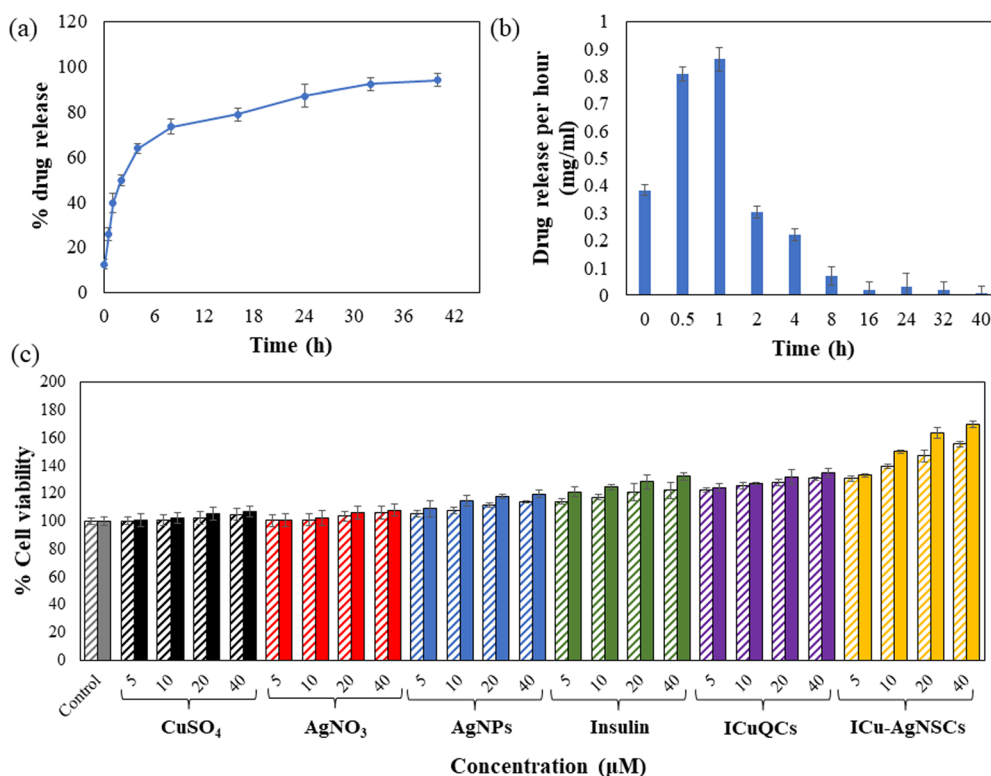 (a)
% drug release
120
100
80
60
40
20
0
0 6 12 18 24 30 36 42
Time (h)
(b)
Drug release per hour
(mg/ml)
1
0.9
0.8
0.7
0.6
0.5
0.4
0.3
0.2
0.1
0
0 0.5 1 2 4 8 16 24 32 40
Time (h)
(c)
% Cell viability
200
180
160
140
120
100
80
60
40
20
0
Control 5 10 20 40 5 10 20 40 5 10 20 40 5 10 20 40 5 10 20 40 5 10 20 40
CuSO₄ AgNO₃ AgNPs Insulin ICuQCs ICu-AgNSCs
Concentration (µM)